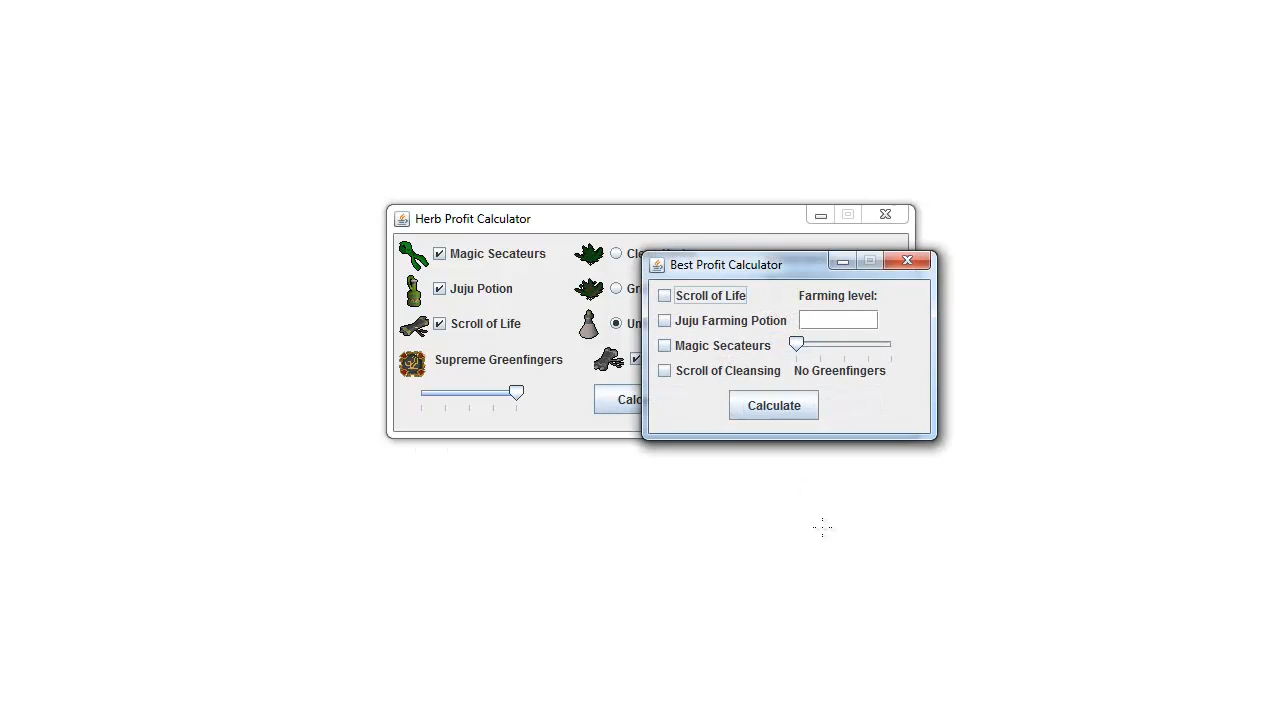 Herb Profit Calculator
Magic Secateurs
Juju Potion
Scroll of Life
Supreme Greenfingers
Best Profit Calculator
Scroll of Life
Farming level:
Juju Farming Potion
Magic Secateurs
Scroll of Cleansing
No Greenfingers
Calculate